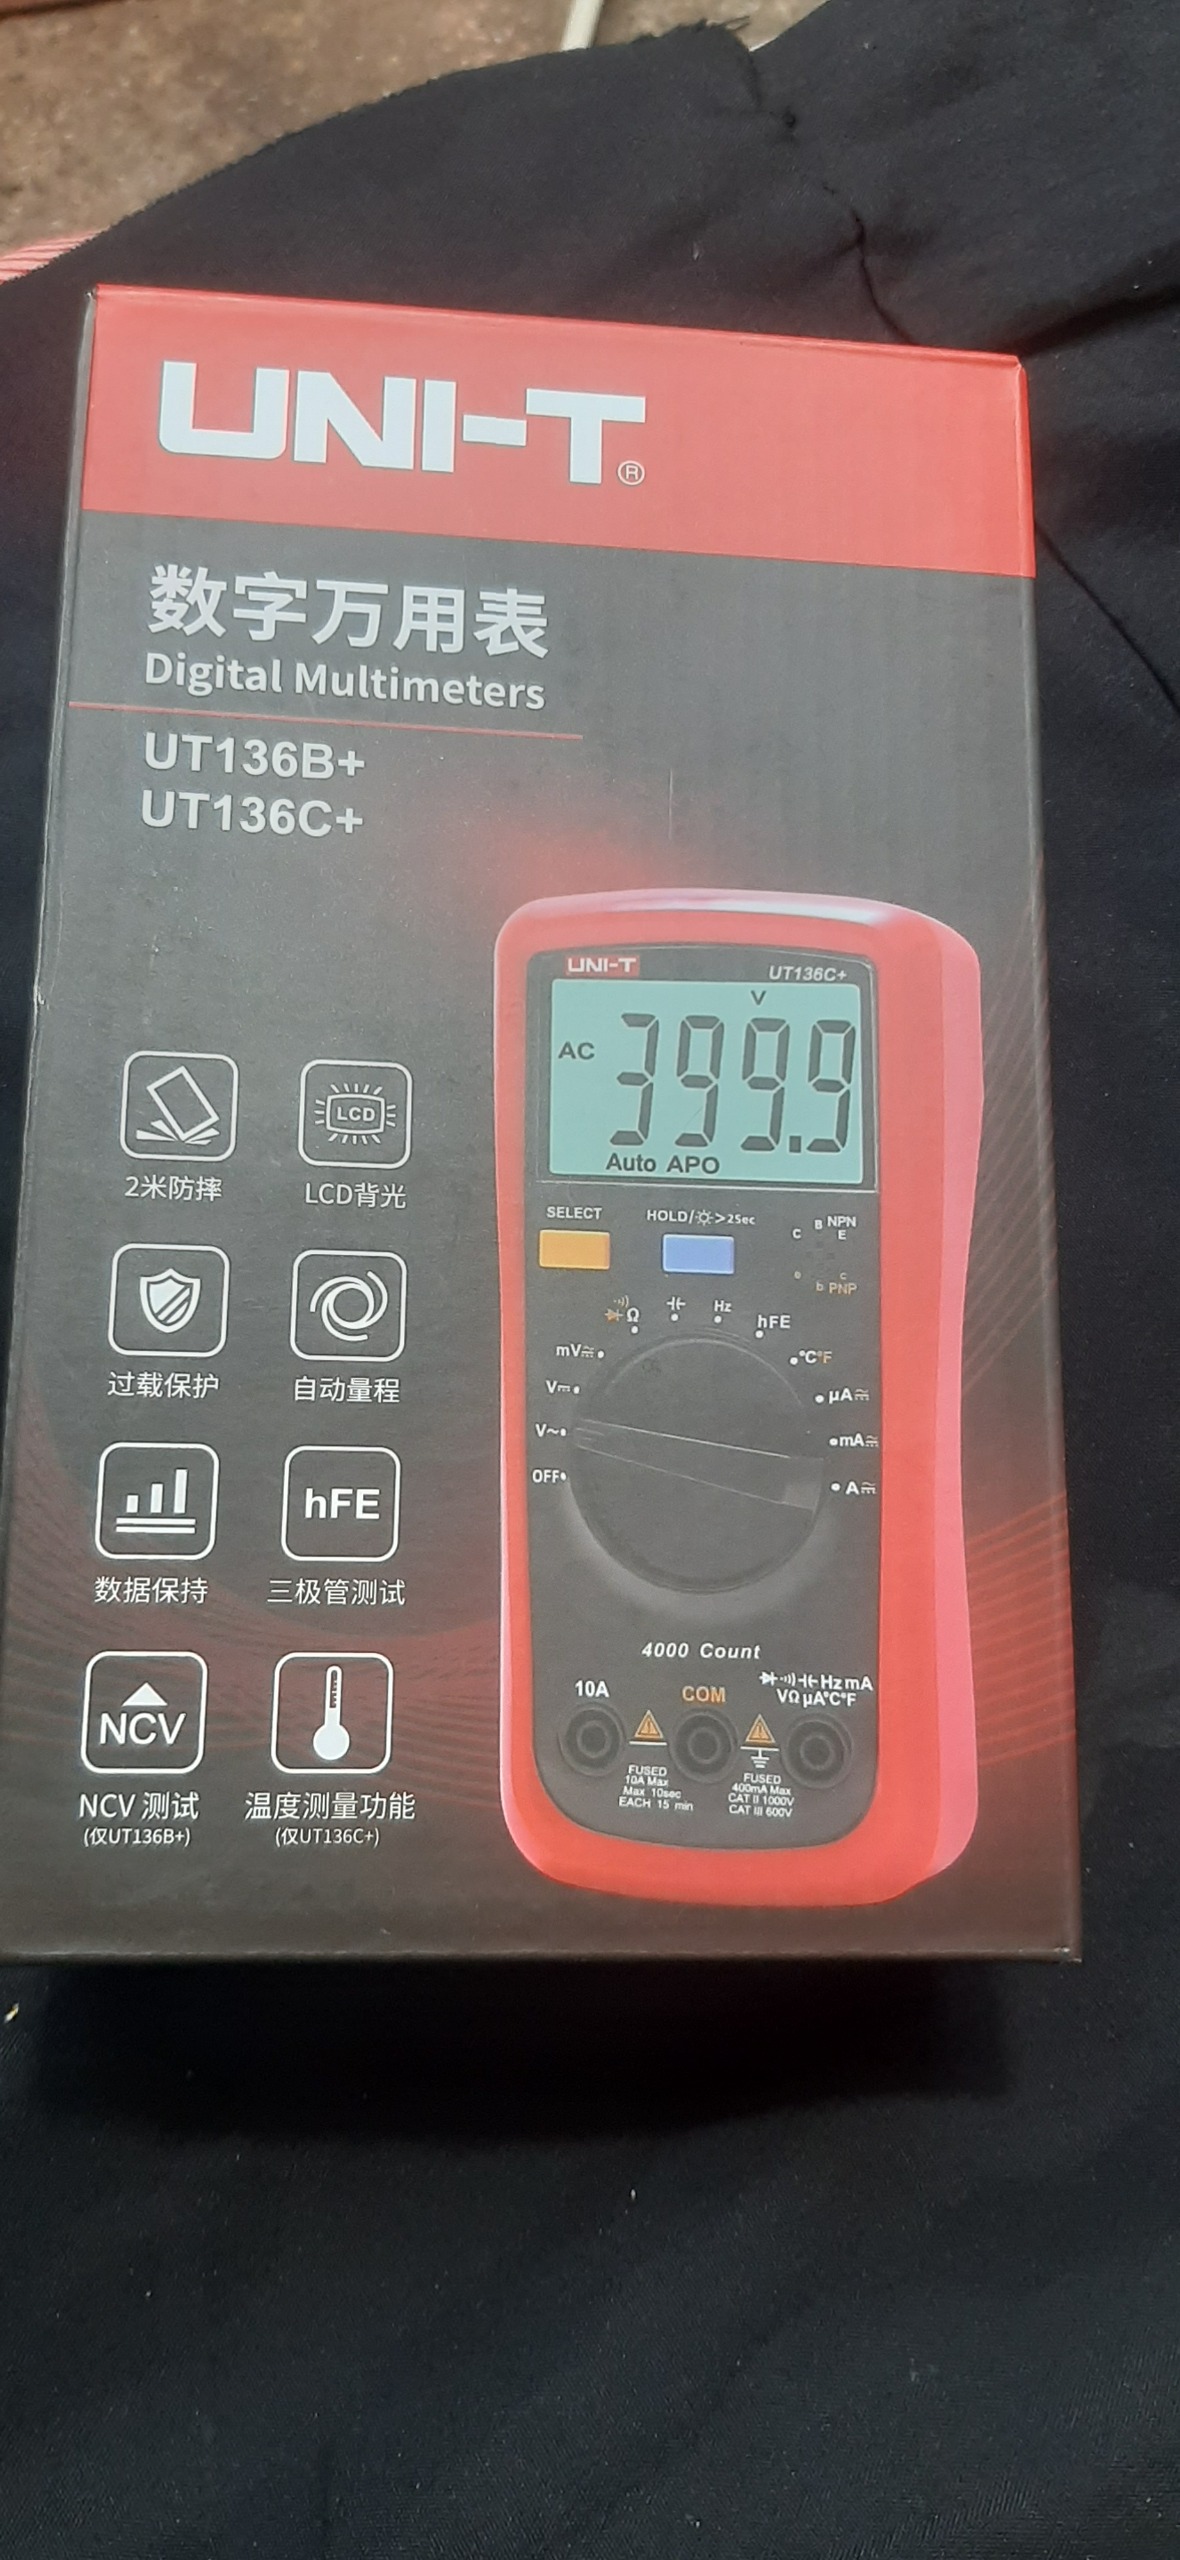 UNI-T®
数字万用表
Digital Multimeters
UT136B+
UT136C+
UNI-T
UT136C+
V
AC
399.9
Auto APO
SELECT
HOLD/ >2Sec
B NPN
C E
e c
b PNP
Ω
Hz
hFE
mV
°C°F
V
µA
V~
mA
OFF
A
4000 Count
10A
COM
Hz mA
VΩ µA°C°F
FUSED
10A Max
Max 10sec
EACH 15 min
FUSED
400mA Max
CAT II 1000V
CAT III 600V
LCD
2米防摔
LCD背光
过载保护
自动量程
hFE
数据保持
三极管测试
NCV
NCV 测试
(仅UT136B+)
温度测量功能
(仅UT136C+)